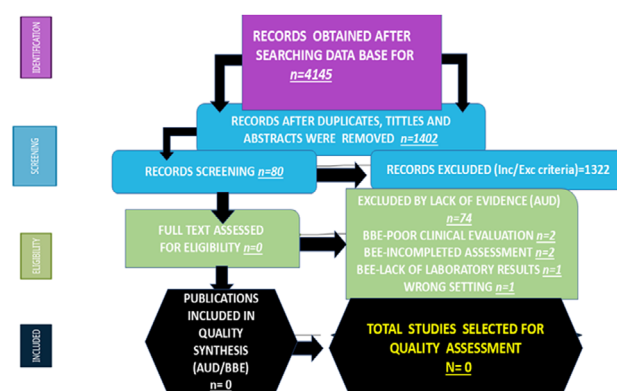 IDENTIFICATION
RECORDS OBTAINED AFTER
SEARCHING DATA BASE FOR
n=4145
SCREENING
RECORDS AFTER DUPLICATES, TITTLES AND
ABSTRACTS WERE REMOVED n=1402
RECORDS SCREENING n=80
RECORDS EXCLUDED (Inc/Exc criteria)=1322
ELIGIBILITY
FULL TEXT ASSESSED
FOR ELIGIBILITY n=0
EXCLUDED BY LACK OF EVIDENCE (AUD)
n=74
BBE-POOR CLINICAL EVALUATION n=2
BEE-INCOMPLETED ASSESSMENT n=2
BEE-LACK OF LABORATORY RESULTS n=1
WRONG SETTING n=1
INCLUDED
PUBLICATIONS
INCLUDED IN
QUALITY
SYNTHESIS
(AUD/BBE)
n= 0
TOTAL STUDIES SELECTED FOR
QUALITY ASSESSMENT
N= 0